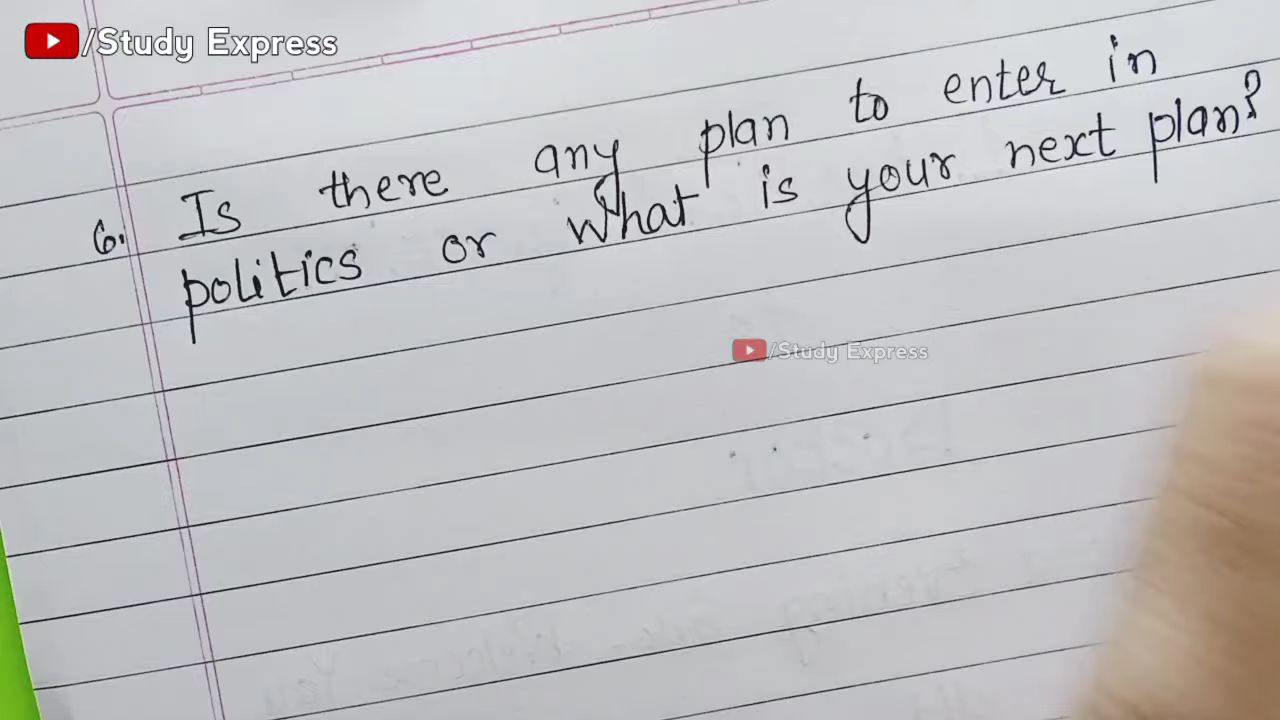 /Study Express
6. Is there any plan to enter in
politics or what is your next plan?
/Study Express